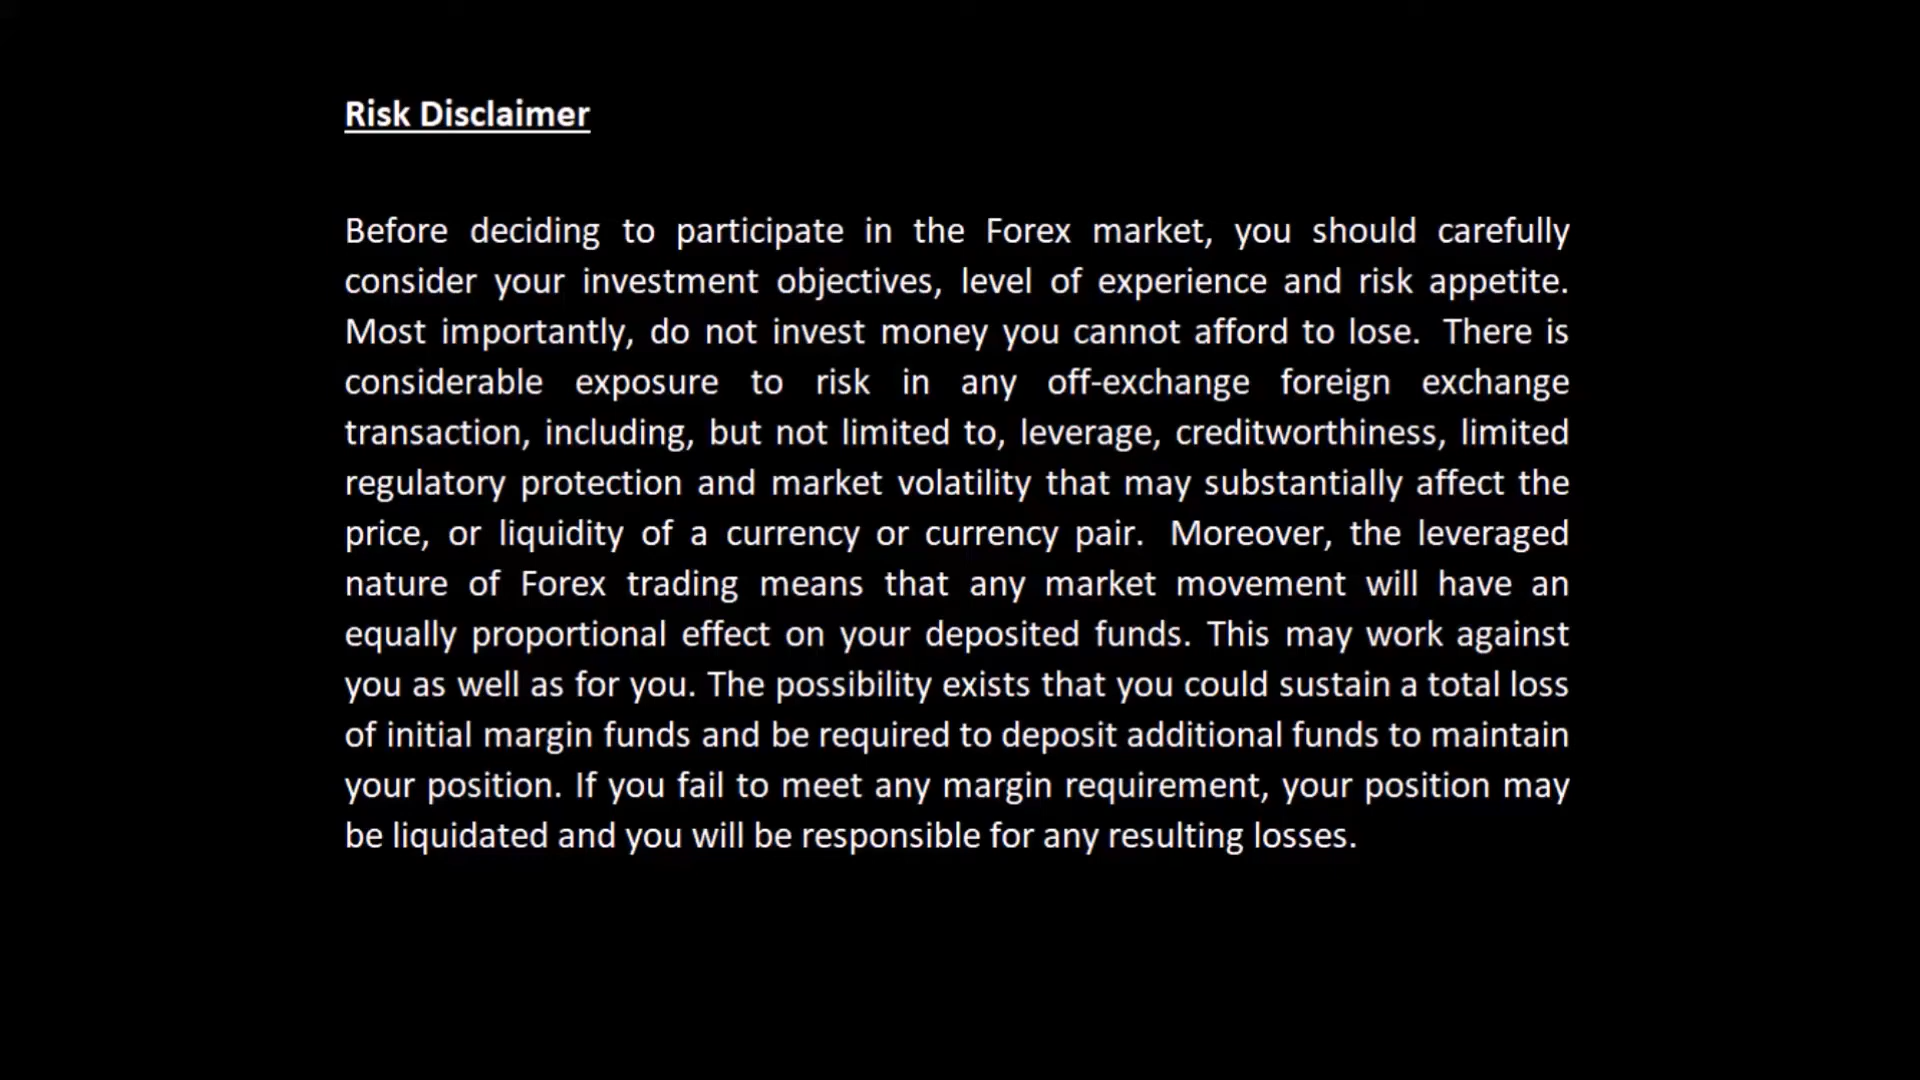 Risk Disclaimer
Before deciding to participate in the Forex market, you should carefully
consider your investment objectives, level of experience and risk appetite.
Most importantly, do not invest money you cannot afford to lose. There is
considerable exposure to risk in any off-exchange foreign exchange
transaction, including, but not limited to, leverage, creditworthiness, limited
regulatory protection and market volatility that may substantially affect the
price, or liquidity of a currency or currency pair. Moreover, the leveraged
nature of Forex trading means that any market movement will have an
equally proportional effect on your deposited funds. This may work against
you as well as for you. The possibility exists that you could sustain a total loss
of initial margin funds and be required to deposit additional funds to maintain
your position. If you fail to meet any margin requirement, your position may
be liquidated and you will be responsible for any resulting losses.